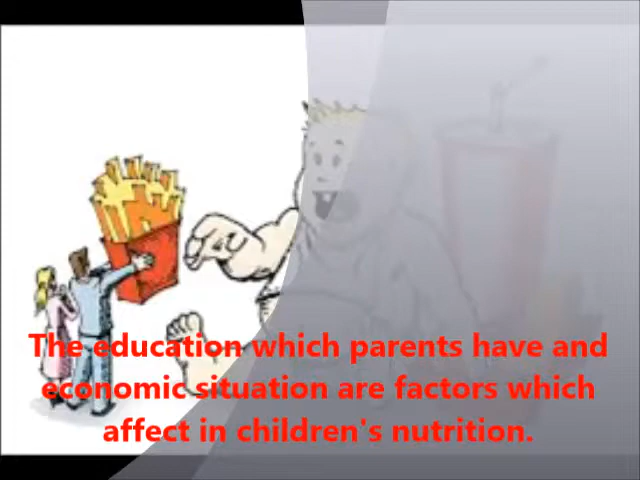 The education which parents have and
economic situation are factors which
affect in children's nutrition.